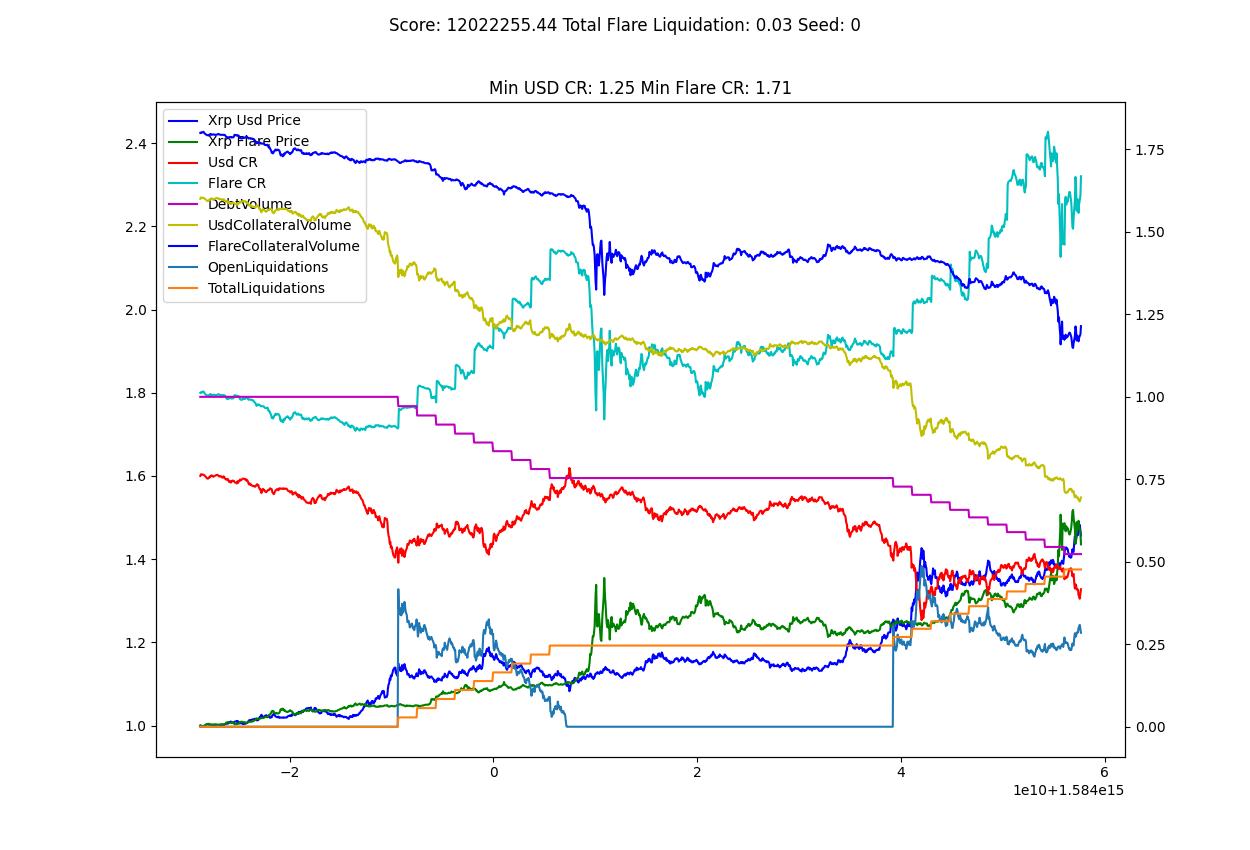 Score: 12022255.44 Total Flare Liquidation: 0.03 Seed: 0
Min USD CR: 1.25 Min Flare CR: 1.71
Xrp Usd Price
Xrp Flare Price
Usd CR
Flare CR
DebtVolume
UsdCollateralVolume
FlareCollateralVolume
OpenLiquidations
TotalLiquidations
2.4
2.2
2.0
1.8
1.6
1.4
1.2
1.0
1.75
1.50
1.25
1.00
0.75
0.50
0.25
0.00
−2
0
2
4
6
1e10+1.584e15